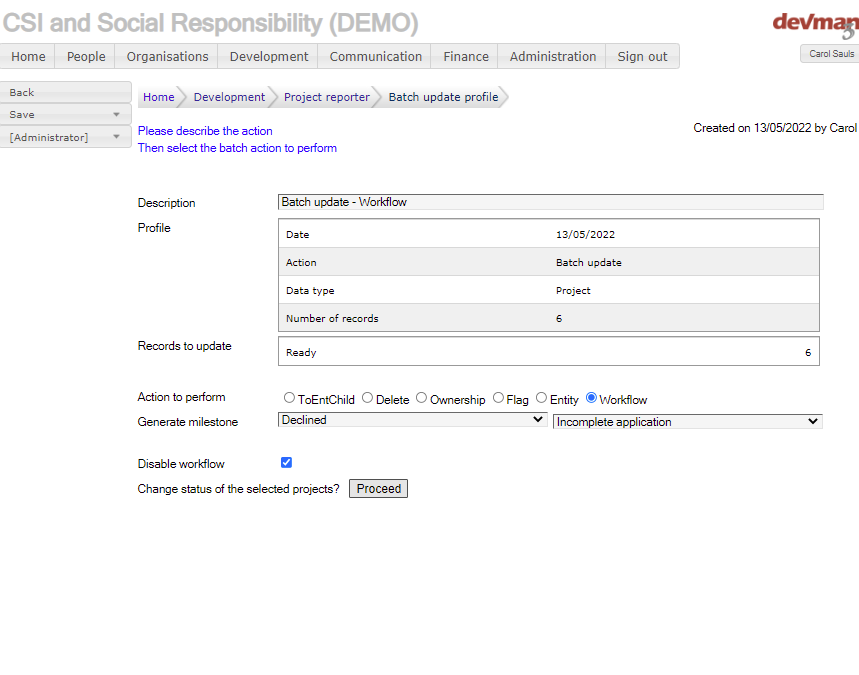 CSI and Social Responsibility (DEMO)
devman
3
Home People Organisations Development Communication Finance Administration Sign out
Carol Sauls
Back
Save
[Administrator]
Home Development Project reporter Batch update profile
Please describe the action
Then select the batch action to perform
Created on 13/05/2022 by Carol
Description Batch update - Workflow
Profile
Date 13/05/2022
Action Batch update
Data type Project
Number of records 6
Records to update
Ready 6
Action to perform ToEntChild Delete Ownership Flag Entity Workflow
Generate milestone Declined Incomplete application
Disable workflow
Change status of the selected projects? Proceed